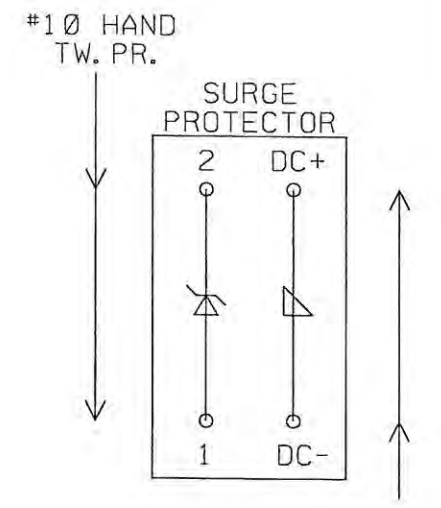 #10 HAND
TW. PR.
SURGE
PROTECTOR
2 DC+
1 DC-